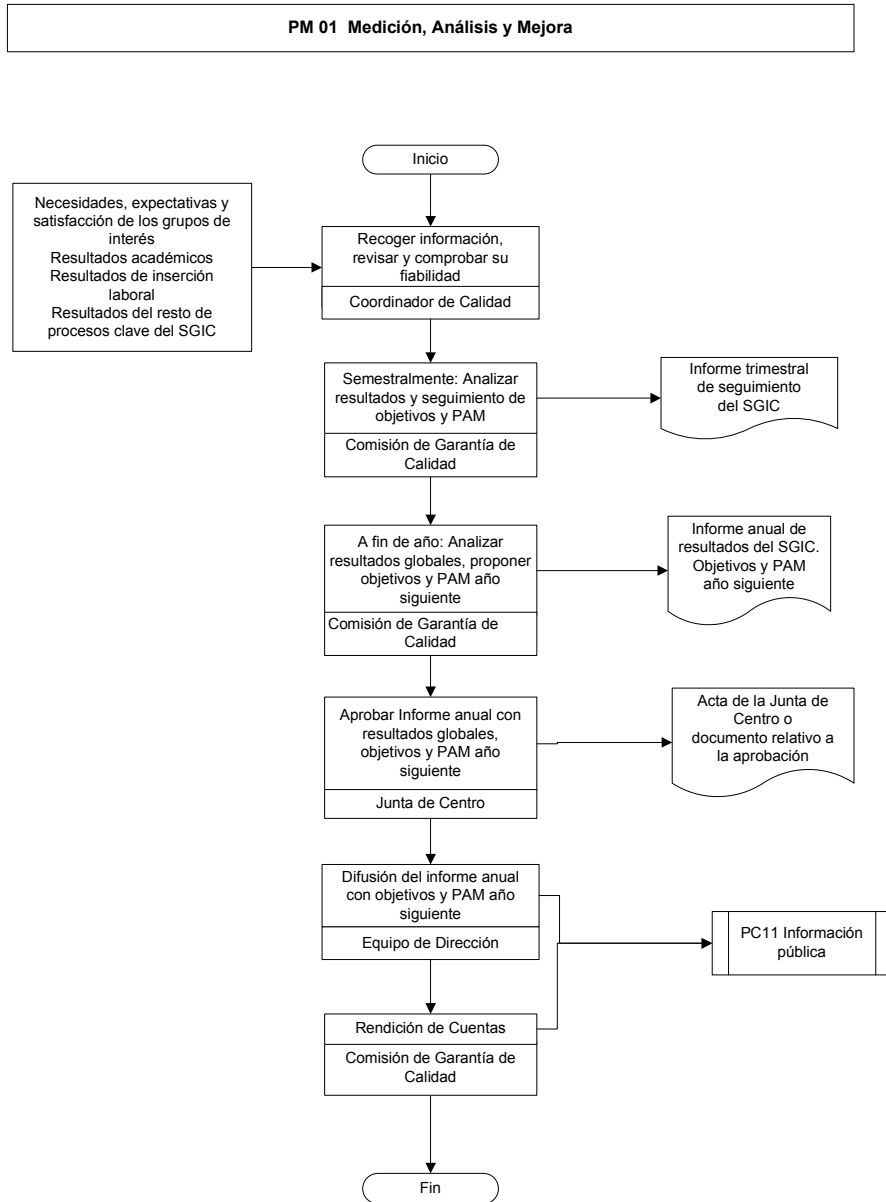 PM 01 Medición, Análisis y Mejora
Inicio
Necesidades, expectativas y
satisfacción de los grupos de
interés
Resultados académicos
Resultados de inserción
laboral
Resultados del resto de
procesos clave del SGIC
Recoger información,
revisar y comprobar su
fiabilidad
Coordinador de Calidad
Semestralmente: Analizar
resultados y seguimiento de
objetivos y PAM
Comisión de Garantía de
Calidad
Informe trimestral
de seguimiento
del SGIC
A fin de año: Analizar
resultados globales, proponer
objetivos y PAM año
siguiente
Comisión de Garantía de
Calidad
Informe anual de
resultados del SGIC.
Objetivos y PAM
año siguiente
Aprobar Informe anual con
resultados globales,
objetivos y PAM año
siguiente
Junta de Centro
Acta de la Junta de
Centro o
documento relativo a
la aprobación
Difusión del informe anual
con objetivos y PAM año
siguiente
Equipo de Dirección
PC11 Información
pública
Rendición de Cuentas
Comisión de Garantía de
Calidad
Fin